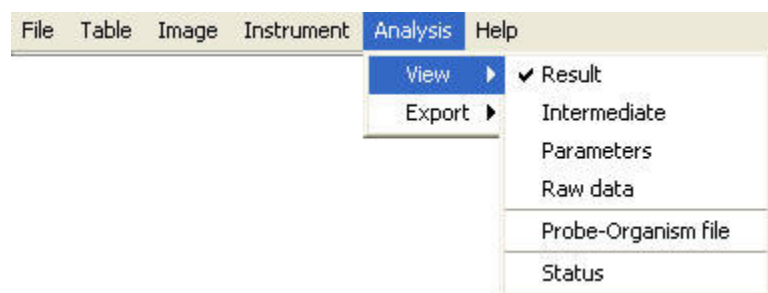 File Table Image Instrument Analysis Help
View Result
Export Intermediate
Parameters
Raw data
Probe-Organism file
Status